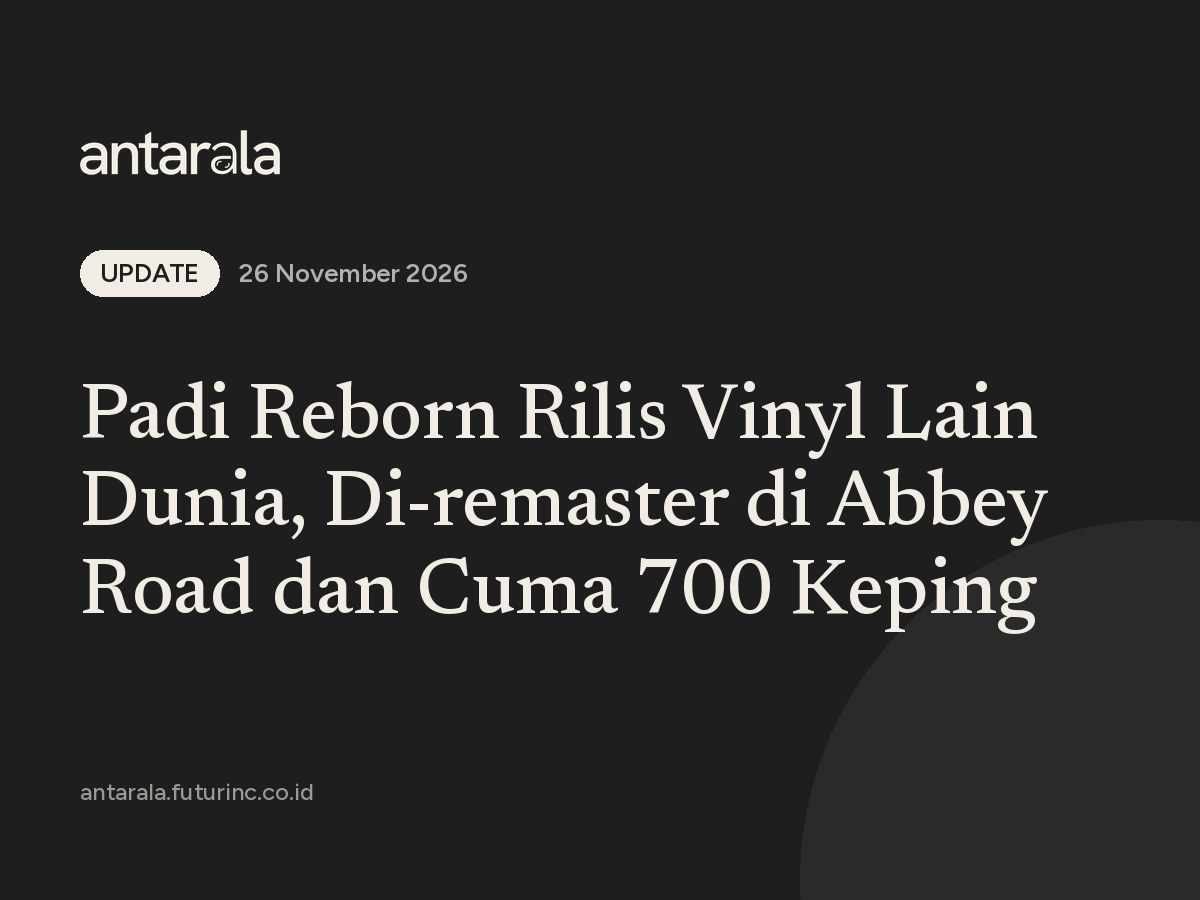 antarala
UPDATE 26 November 2026
Padi Reborn Rilis Vinyl Lain
Dunia, Di-remaster di Abbey
Road dan Cuma 700 Keping
antarala.futurinc.co.id